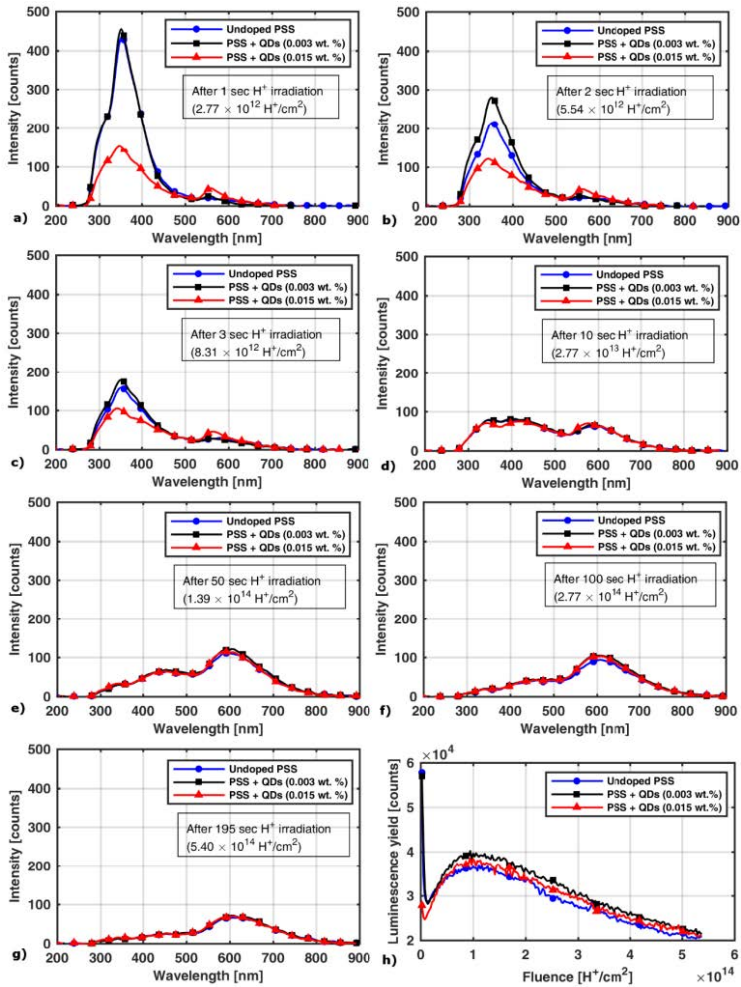 500
400
300
200
100
0
Intensity [counts]
Undoped PSS
PSS + QDs (0.003 wt. %)
PSS + QDs (0.015 wt. %)
After 1 sec H⁺ irradiation
(2.77 × 10¹² H⁺/cm²)
a)
200 300 400 500 600 700 800 900
Wavelength [nm]
500
400
300
200
100
0
Intensity [counts]
Undoped PSS
PSS + QDs (0.003 wt. %)
PSS + QDs (0.015 wt. %)
After 2 sec H⁺ irradiation
(5.54 × 10¹² H⁺/cm²)
b)
200 300 400 500 600 700 800 900
Wavelength [nm]
500
400
300
200
100
0
Intensity [counts]
Undoped PSS
PSS + QDs (0.003 wt. %)
PSS + QDs (0.015 wt. %)
After 3 sec H⁺ irradiation
(8.31 × 10¹² H⁺/cm²)
c)
200 300 400 500 600 700 800 900
Wavelength [nm]
500
400
300
200
100
0
Intensity [counts]
Undoped PSS
PSS + QDs (0.003 wt. %)
PSS + QDs (0.015 wt. %)
After 10 sec H⁺ irradiation
(2.77 × 10¹³ H⁺/cm²)
d)
200 300 400 500 600 700 800 900
Wavelength [nm]
500
400
300
200
100
0
Intensity [counts]
Undoped PSS
PSS + QDs (0.003 wt. %)
PSS + QDs (0.015 wt. %)
After 50 sec H⁺ irradiation
(1.39 × 10¹⁴ H⁺/cm²)
e)
200 300 400 500 600 700 800 900
Wavelength [nm]
500
400
300
200
100
0
Intensity [counts]
Undoped PSS
PSS + QDs (0.003 wt. %)
PSS + QDs (0.015 wt. %)
After 100 sec H⁺ irradiation
(2.77 × 10¹⁴ H⁺/cm²)
f)
200 300 400 500 600 700 800 900
Wavelength [nm]
500
400
300
200
100
0
Intensity [counts]
Undoped PSS
PSS + QDs (0.003 wt. %)
PSS + QDs (0.015 wt. %)
After 195 sec H⁺ irradiation
(5.40 × 10¹⁴ H⁺/cm²)
g)
200 300 400 500 600 700 800 900
Wavelength [nm]
× 10⁴
6
5
4
3
2
Luminescence yield [counts]
Undoped PSS
PSS + QDs (0.003 wt.%)
PSS + QDs (0.015 wt.%)
h)
0 1 2 3 4 5 6
Fluence [H⁺/cm²]
× 10¹⁴